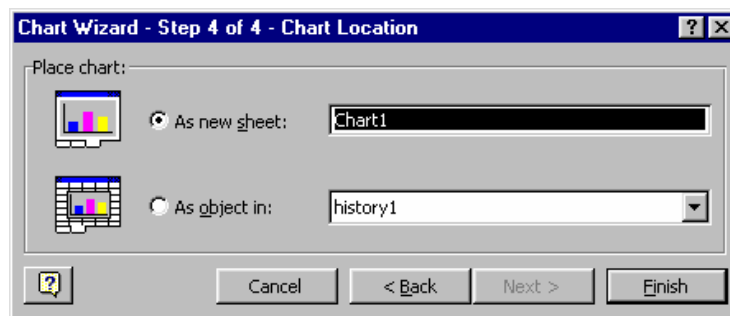 Chart Wizard - Step 4 of 4 - Chart Location
Place chart:
As new sheet: Chart1
As object in: history1
Cancel < Back Next > Finish